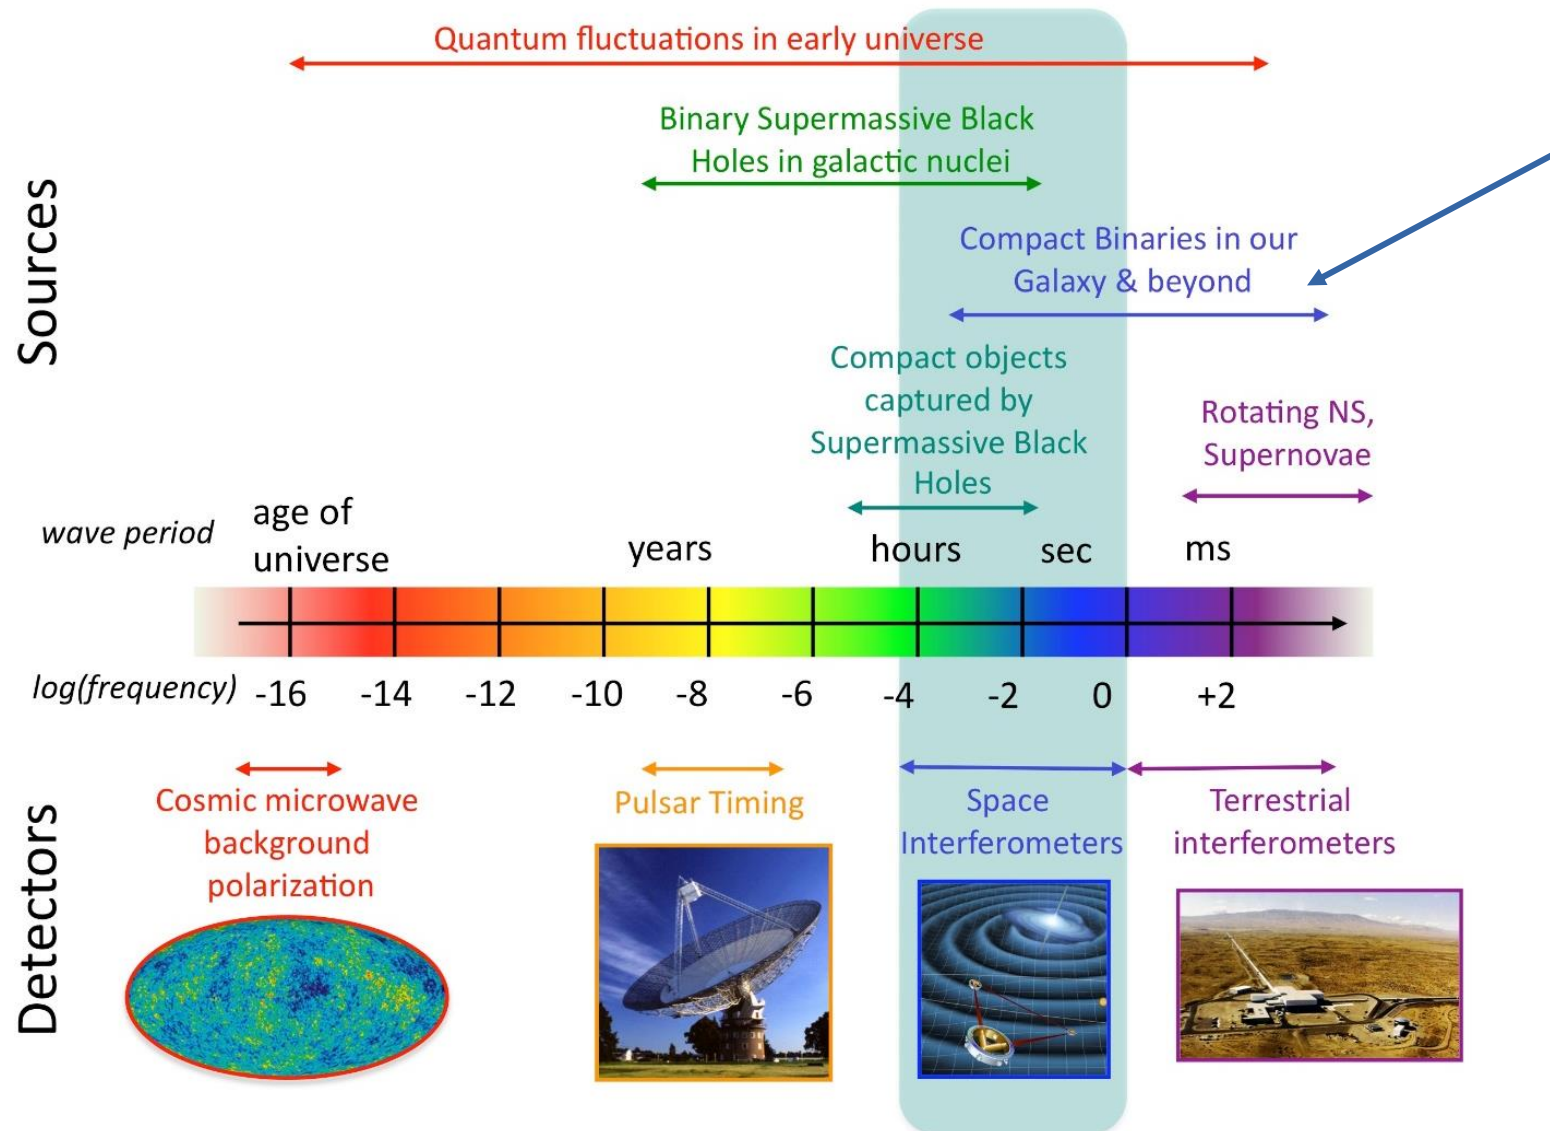 Quantum fluctuations in early universe
Binary Supermassive Black
Holes in galactic nuclei
Sources
Compact Binaries in our
Galaxy & beyond
Compact objects
captured by
Supermassive Black
Holes
Rotating NS,
Supernovae
wave period
age of
universe
years
hours
sec
ms
log(frequency)
-16
-14
-12
-10
-8
-6
-4
-2
0
+2
Detectors
Cosmic microwave
background
polarization
Pulsar Timing
Space
Interferometers
Terrestrial
interferometers